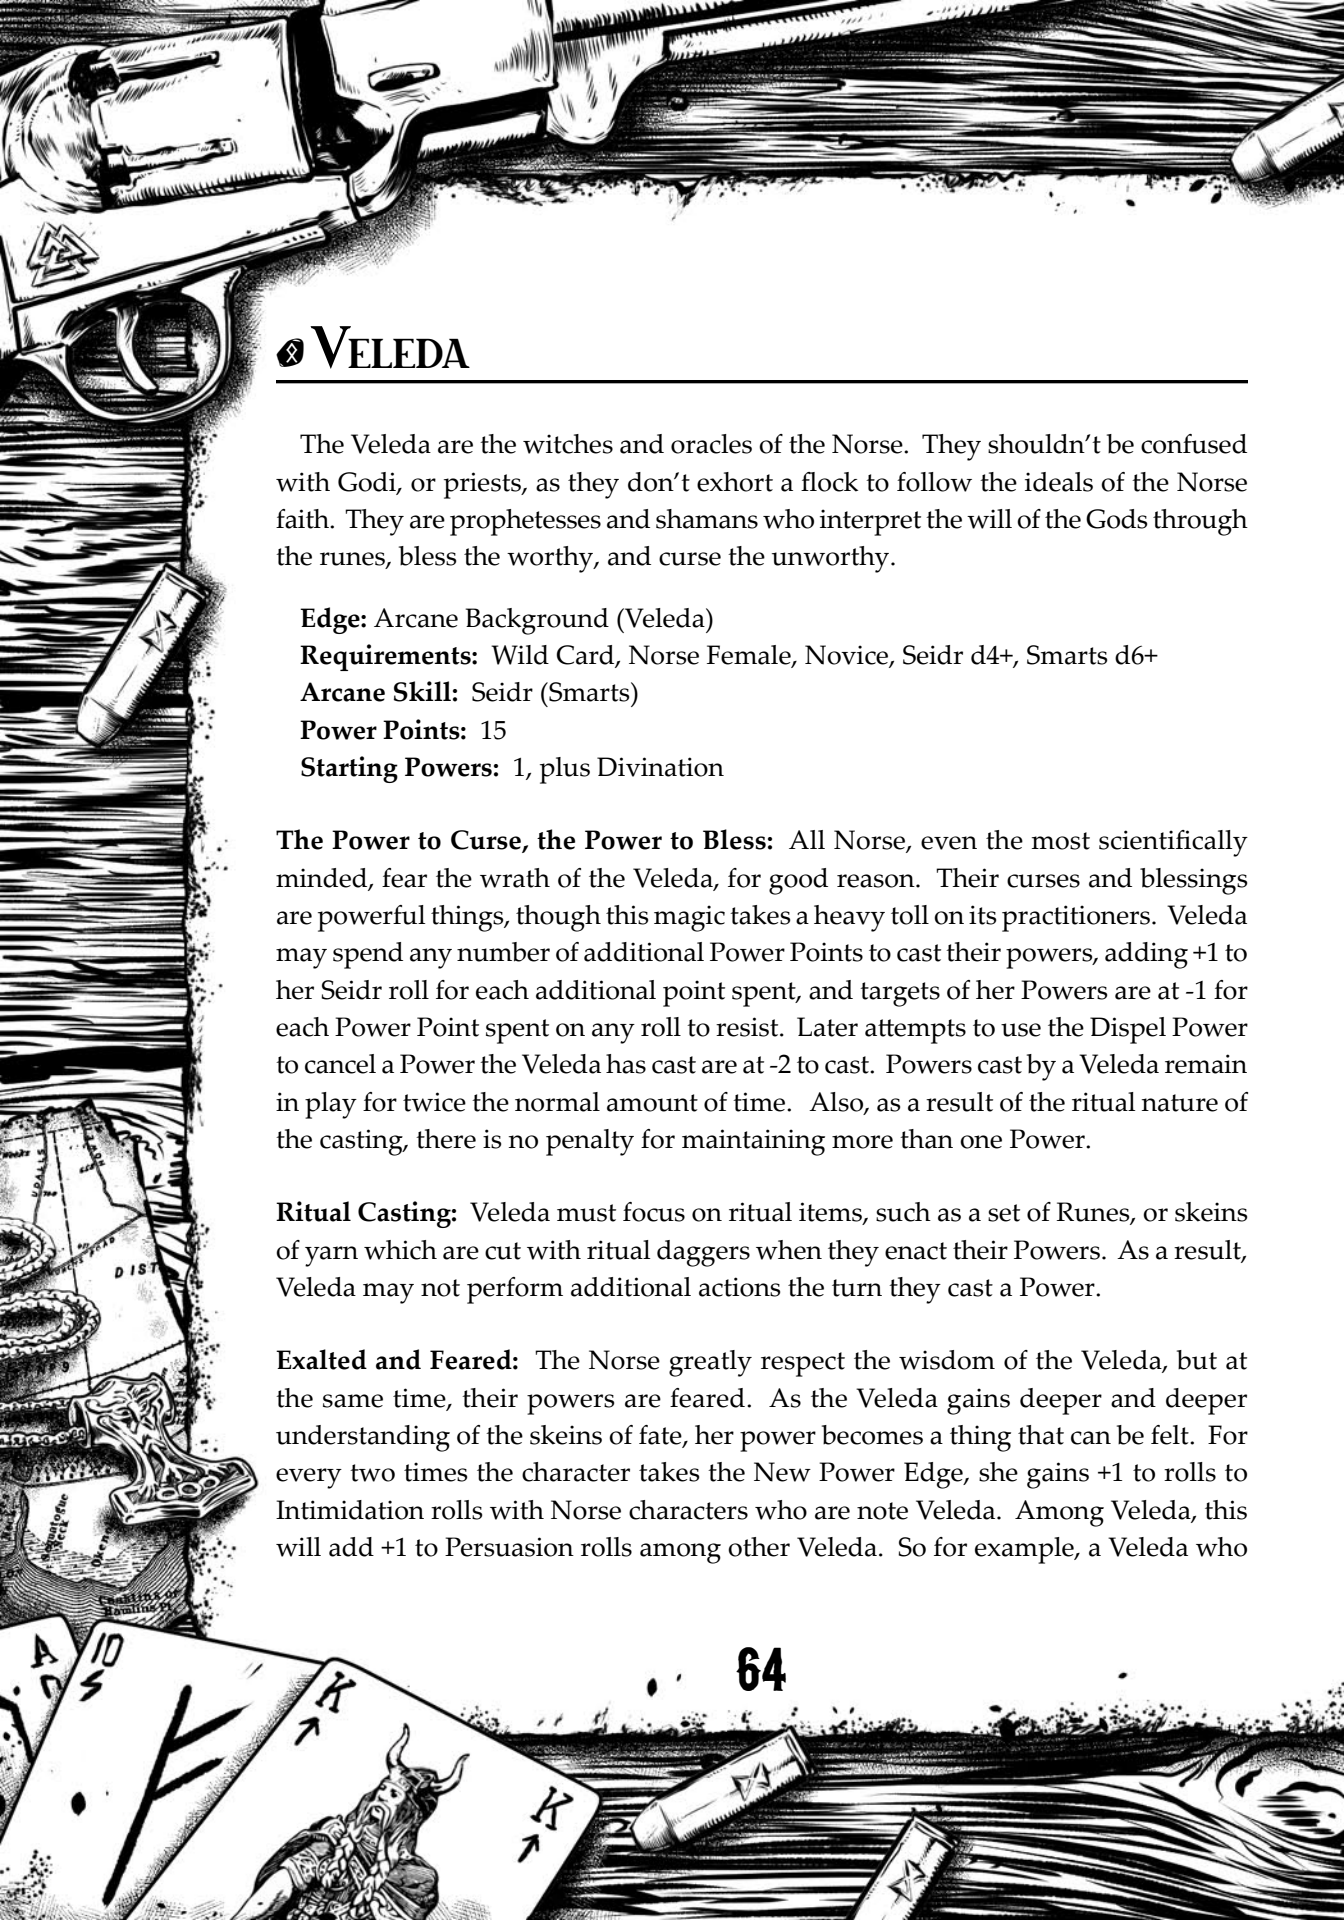 VELEDA
The Veleda are the witches and oracles of the Norse. They shouldn’t be confused
with Godi, or priests, as they don’t exhort a flock to follow the ideals of the Norse
faith. They are prophetesses and shamans who interpret the will of the Gods through
the runes, bless the worthy, and curse the unworthy.
Edge: Arcane Background (Veleda)
Requirements: Wild Card, Norse Female, Novice, Seidr d4+, Smarts d6+
Arcane Skill: Seidr (Smarts)
Power Points: 15
Starting Powers: 1, plus Divination
The Power to Curse, the Power to Bless: All Norse, even the most scientifically
minded, fear the wrath of the Veleda, for good reason. Their curses and blessings
are powerful things, though this magic takes a heavy toll on its practitioners. Veleda
may spend any number of additional Power Points to cast their powers, adding +1 to
her Seidr roll for each additional point spent, and targets of her Powers are at -1 for
each Power Point spent on any roll to resist. Later attempts to use the Dispel Power
to cancel a Power the Veleda has cast are at -2 to cast. Powers cast by a Veleda remain
in play for twice the normal amount of time. Also, as a result of the ritual nature of
the casting, there is no penalty for maintaining more than one Power.
Ritual Casting: Veleda must focus on ritual items, such as a set of Runes, or skeins
of yarn which are cut with ritual daggers when they enact their Powers. As a result,
Veleda may not perform additional actions the turn they cast a Power.
Exalted and Feared: The Norse greatly respect the wisdom of the Veleda, but at
the same time, their powers are feared. As the Veleda gains deeper and deeper
understanding of the skeins of fate, her power becomes a thing that can be felt. For
every two times the character takes the New Power Edge, she gains +1 to rolls to
Intimidation rolls with Norse characters who are note Veleda. Among Veleda, this
will add +1 to Persuasion rolls among other Veleda. So for example, a Veleda who
DIST
Neck
A
10
K
K
64